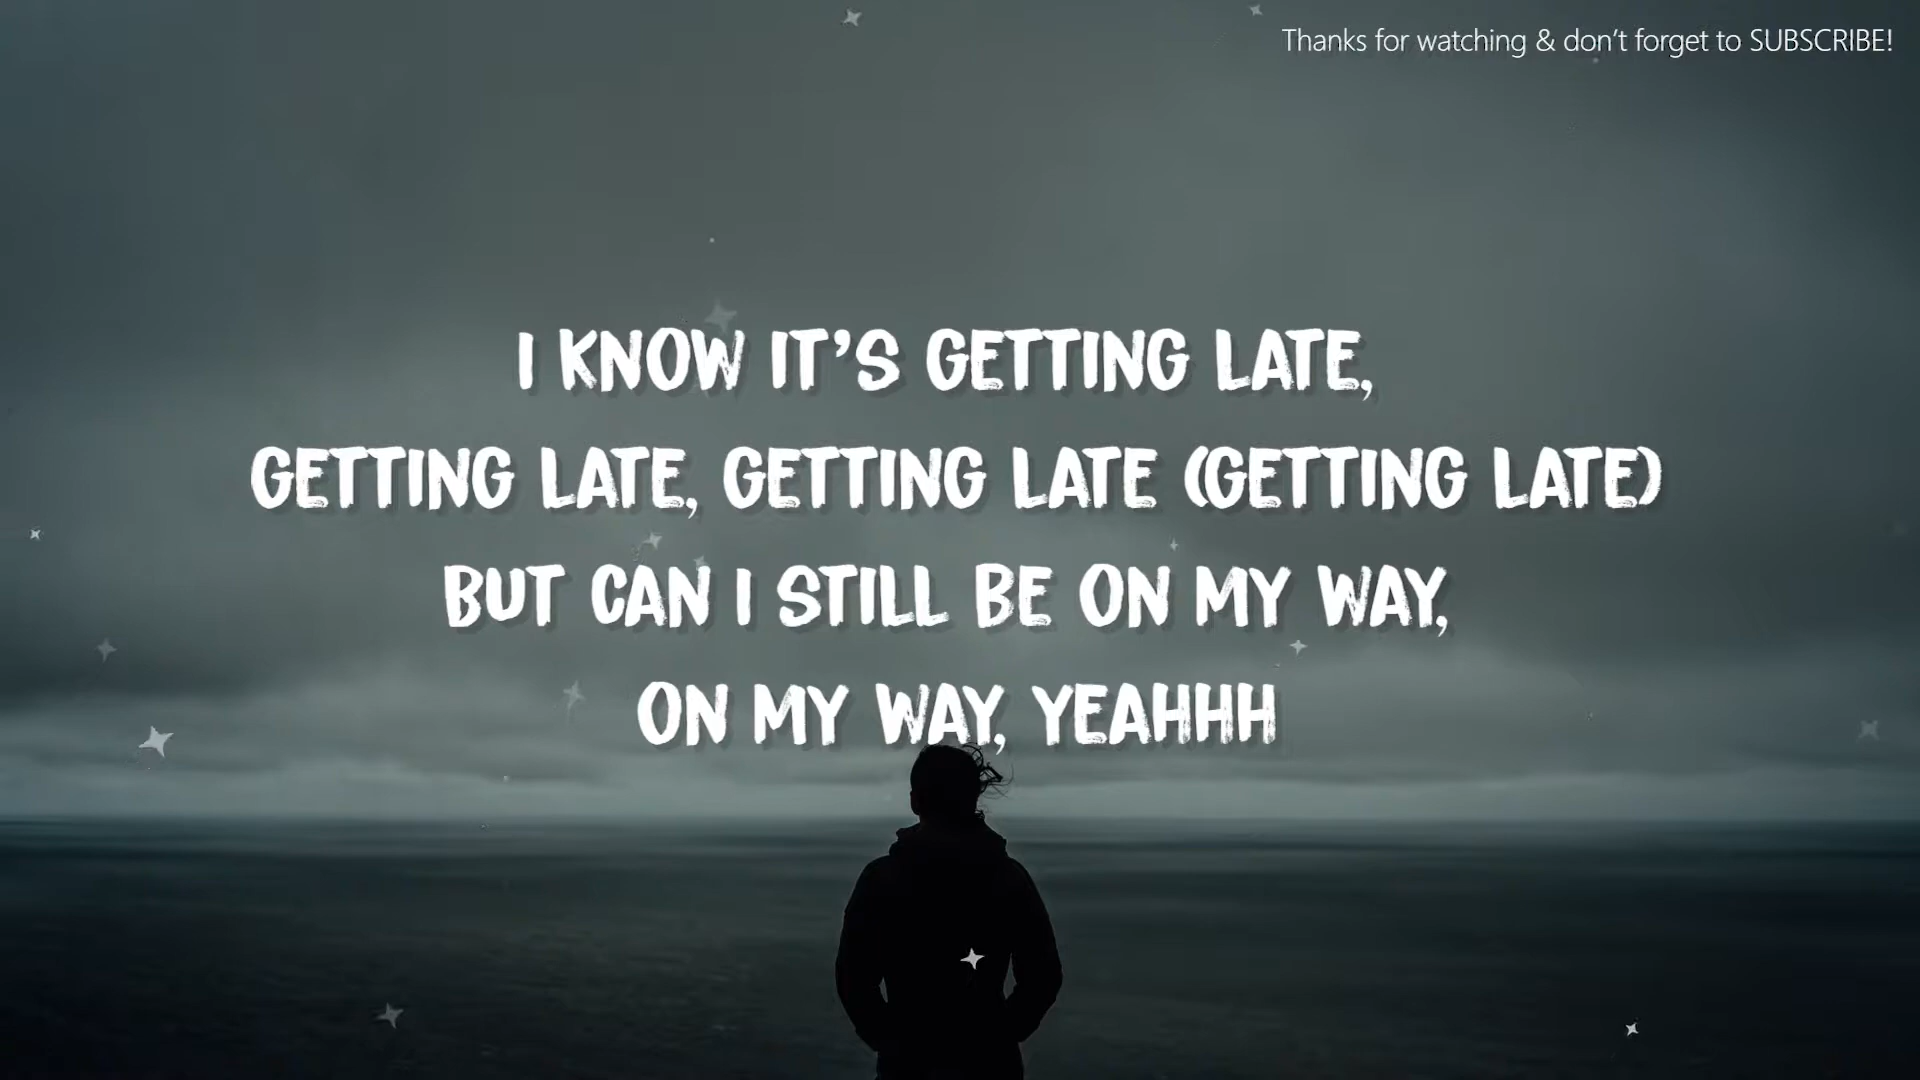 Thanks for watching & don't forget to SUBSCRIBE!
I KNOW IT'S GETTING LATE,
GETTING LATE, GETTING LATE (GETTING LATE)
BUT CAN I STILL BE ON MY WAY,
ON MY WAY, YEAHHH